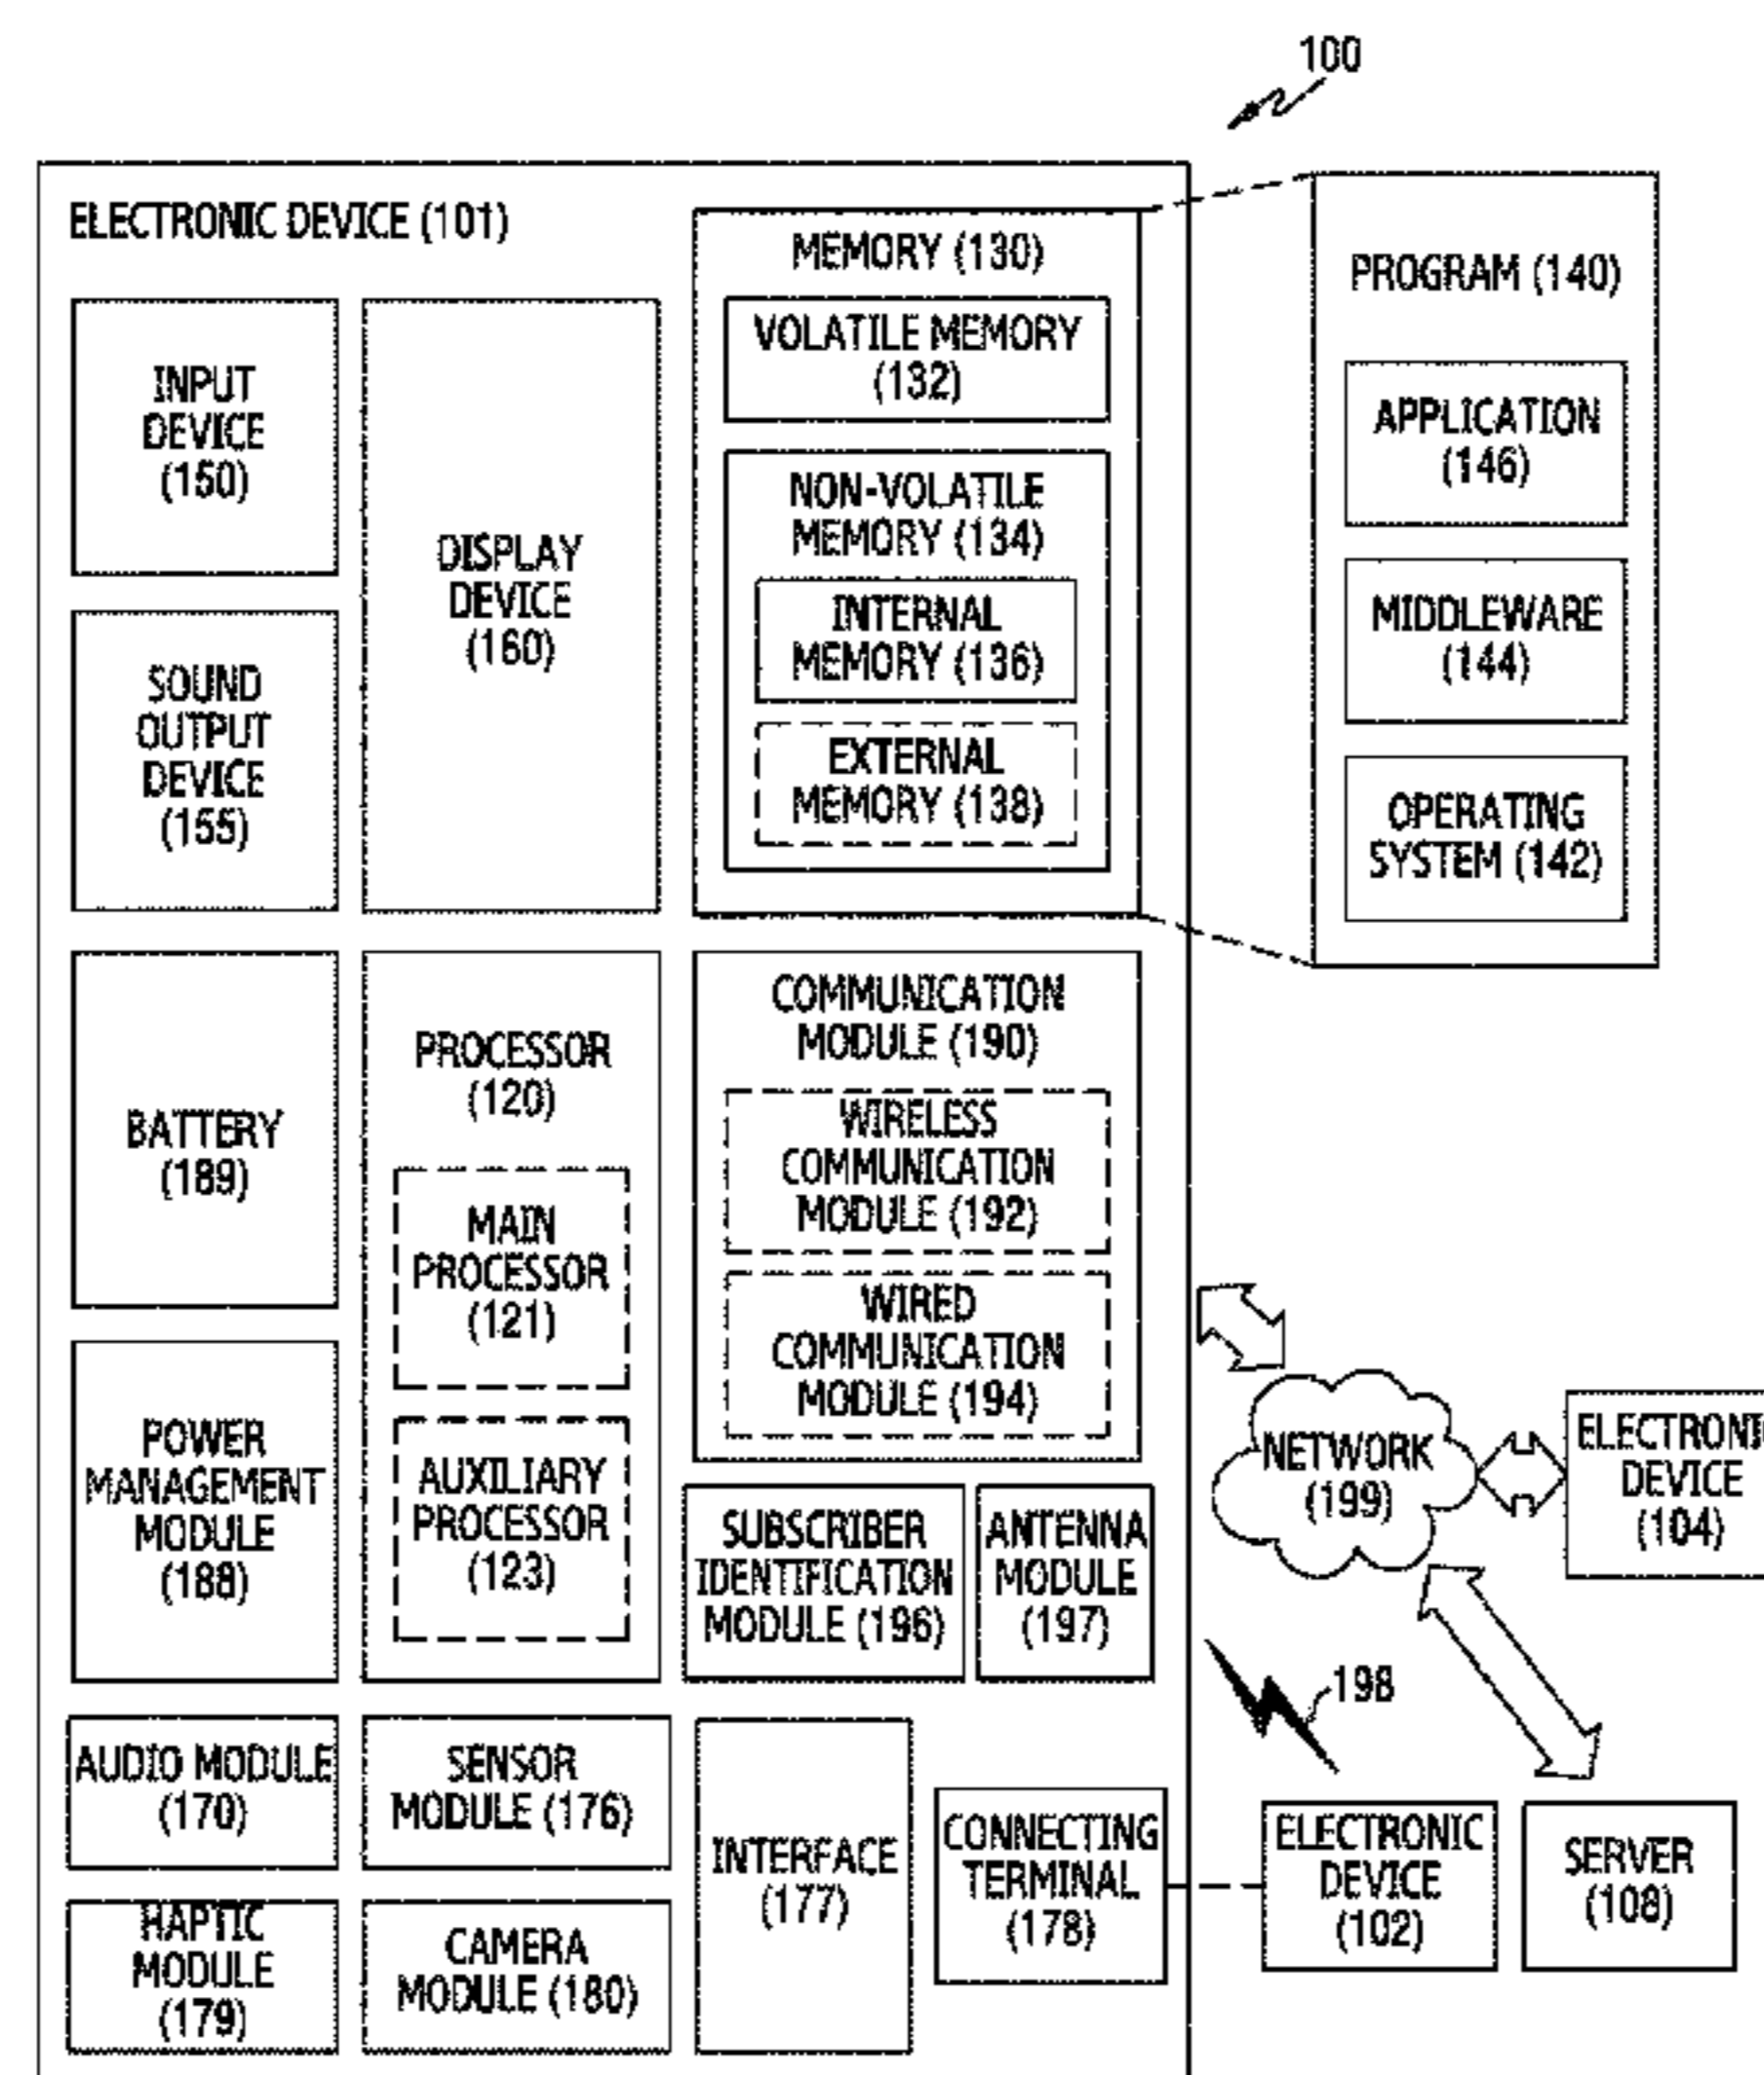 100
ELECTRONIC DEVICE (101)
INPUT
DEVICE
(150)
DISPLAY
DEVICE
(160)
SOUND
OUTPUT
DEVICE
(155)
MEMORY (130)
VOLATILE MEMORY
(132)
NON-VOLATILE
MEMORY (134)
INTERNAL
MEMORY (136)
EXTERNAL
MEMORY (138)
PROGRAM (140)
APPLICATION
(146)
MIDDLEWARE
(144)
OPERATING
SYSTEM (142)
BATTERY
(189)
POWER
MANAGEMENT
MODULE
(188)
PROCESSOR
(120)
MAIN
PROCESSOR
(121)
AUXILIARY
PROCESSOR
(123)
COMMUNICATION
MODULE (190)
WIRELESS
COMMUNICATION
MODULE (192)
WIRED
COMMUNICATION
MODULE (194)
SUBSCRIBER
IDENTIFICATION
MODULE (196)
ANTENNA
MODULE
(197)
NETWORK
(199)
ELECTRONIC
DEVICE
(104)
198
AUDIO MODULE
(170)
SENSOR
MODULE (176)
INTERFACE
(177)
CONNECTING
TERMINAL
(178)
ELECTRONIC
DEVICE
(102)
SERVER
(108)
HAPTIC
MODULE
(179)
CAMERA
MODULE (180)